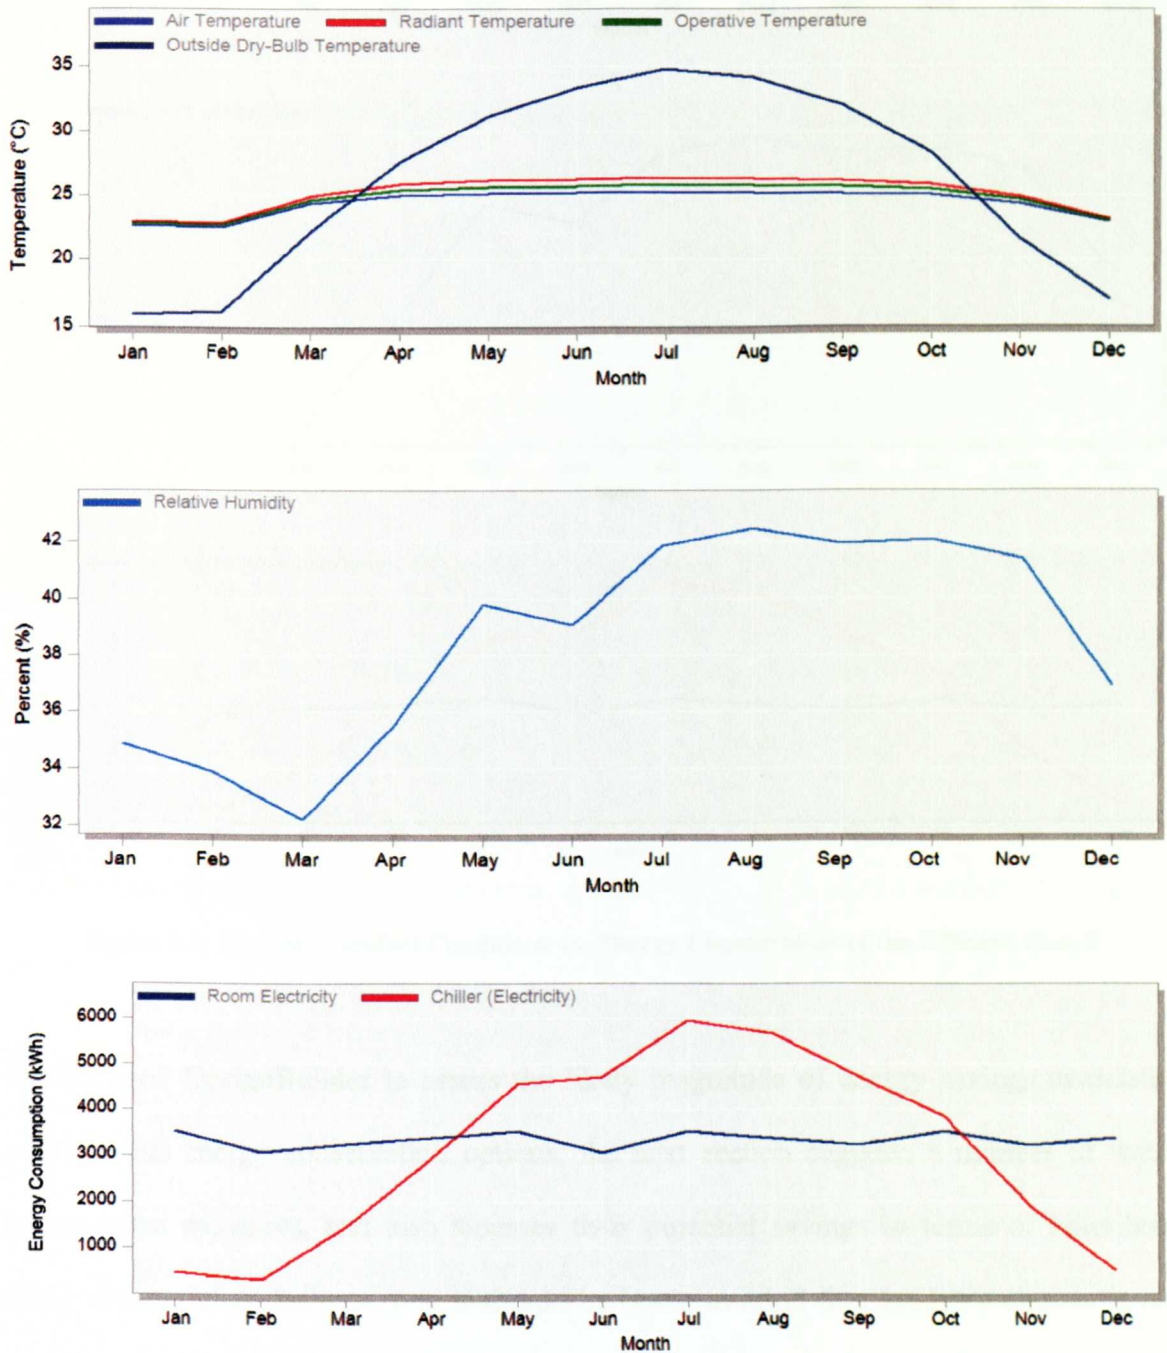 Air Temperature Radiant Temperature Operative Temperature
Outside Dry-Bulb Temperature
35
30
25
20
15
Temperature (°C)
Jan Feb Mar Apr May Jun Jul Aug Sep Oct Nov Dec
Month
Relative Humidity
42
40
38
36
34
32
Percent (%)
Jan Feb Mar Apr May Jun Jul Aug Sep Oct Nov Dec
Month
Room Electricity Chiller (Electricity)
6000
5000
4000
3000
2000
1000
Energy Consumption (kWh)
Jan Feb Mar Apr May Jun Jul Aug Sep Oct Nov Dec
Month